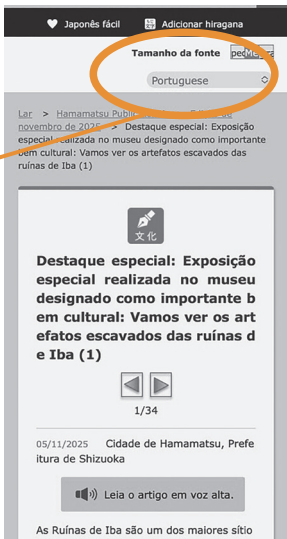 Japonês fácil Adicionar hiragana
Tamanho da fonte
Portuguese
Lar > Hamamatsu
novembro de 2025 > Destaque especial: Exposição
especial realizada no museu designado como importante
bem cultural: Vamos ver os artefatos escavados das
ruínas de Iba (1)
文化
Destaque especial: Exposição
especial realizada no museu
designado como importante b
em cultural: Vamos ver os art
efatos escavados das ruínas d
e Iba (1)
1/34
05/11/2025 Cidade de Hamamatsu, Prefe
itura de Shizuoka
Leia o artigo em voz alta.
As Ruínas de Iba são um dos maiores sítio